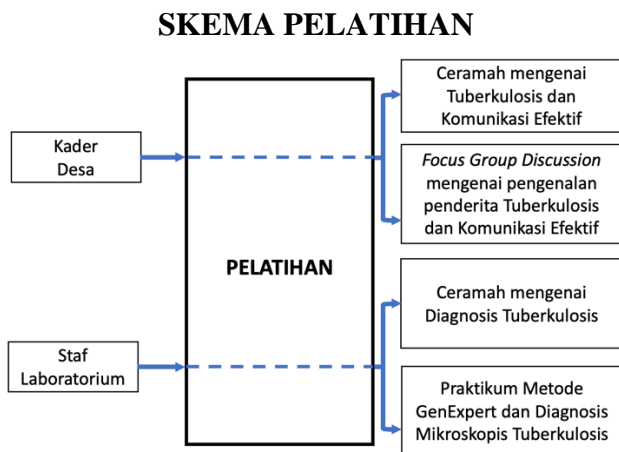 SKEMA PELATIHAN
Ceramah mengenai
Tuberkulosis dan
Komunikasi Efektif
Kader
Desa
Focus Group Discussion
mengenai pengenalan
penderita Tuberkulosis
dan Komunikasi Efektif
PELATIHAN
Ceramah mengenai
Diagnosis Tuberkulosis
Staf
Laboratorium
Praktikum Metode
GenExpert dan Diagnosis
Mikroskopis Tuberkulosis